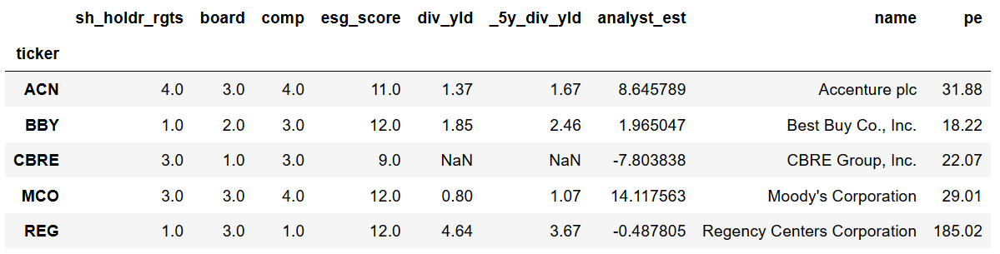 sh_holdr_rgts board comp esg_score div_yld _5y_div_yld analyst_est name pe
ticker
ACN 4.0 3.0 4.0 11.0 1.37 1.67 8.645789 Accenture plc 31.88
BBY 1.0 2.0 3.0 12.0 1.85 2.46 1.965047 Best Buy Co., Inc. 18.22
CBRE 3.0 1.0 3.0 9.0 NaN NaN -7.803838 CBRE Group, Inc. 22.07
MCO 3.0 3.0 4.0 12.0 0.80 1.07 14.117563 Moody's Corporation 29.01
REG 1.0 3.0 1.0 12.0 4.64 3.67 -0.487805 Regency Centers Corporation 185.02